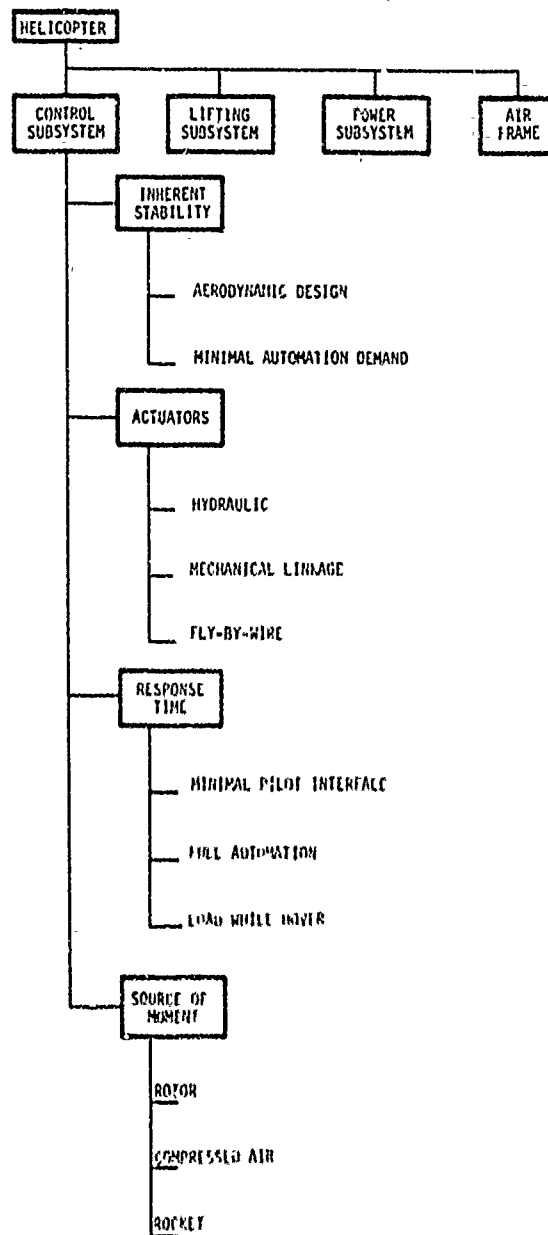 HELICOPTER
CONTROL
SUBSYSTEM
LIFTING
SUBSYSTEM
POWER
SUBSYSTEM
AIR
FRAME
INHERENT
STABILITY
AERODYNAMIC DESIGN
MINIMAL AUTOMATION DEMAND
ACTUATORS
HYDRAULIC
MECHANICAL LINKAGE
FLY-BY-WIRE
RESPONSE
TIME
MINIMAL PILOT INTERFACE
FULL AUTOMATION
LOAD WHILE HOVER
SOURCE OF
MOMENT
ROTOR
COMPRESSED AIR
ROCKET